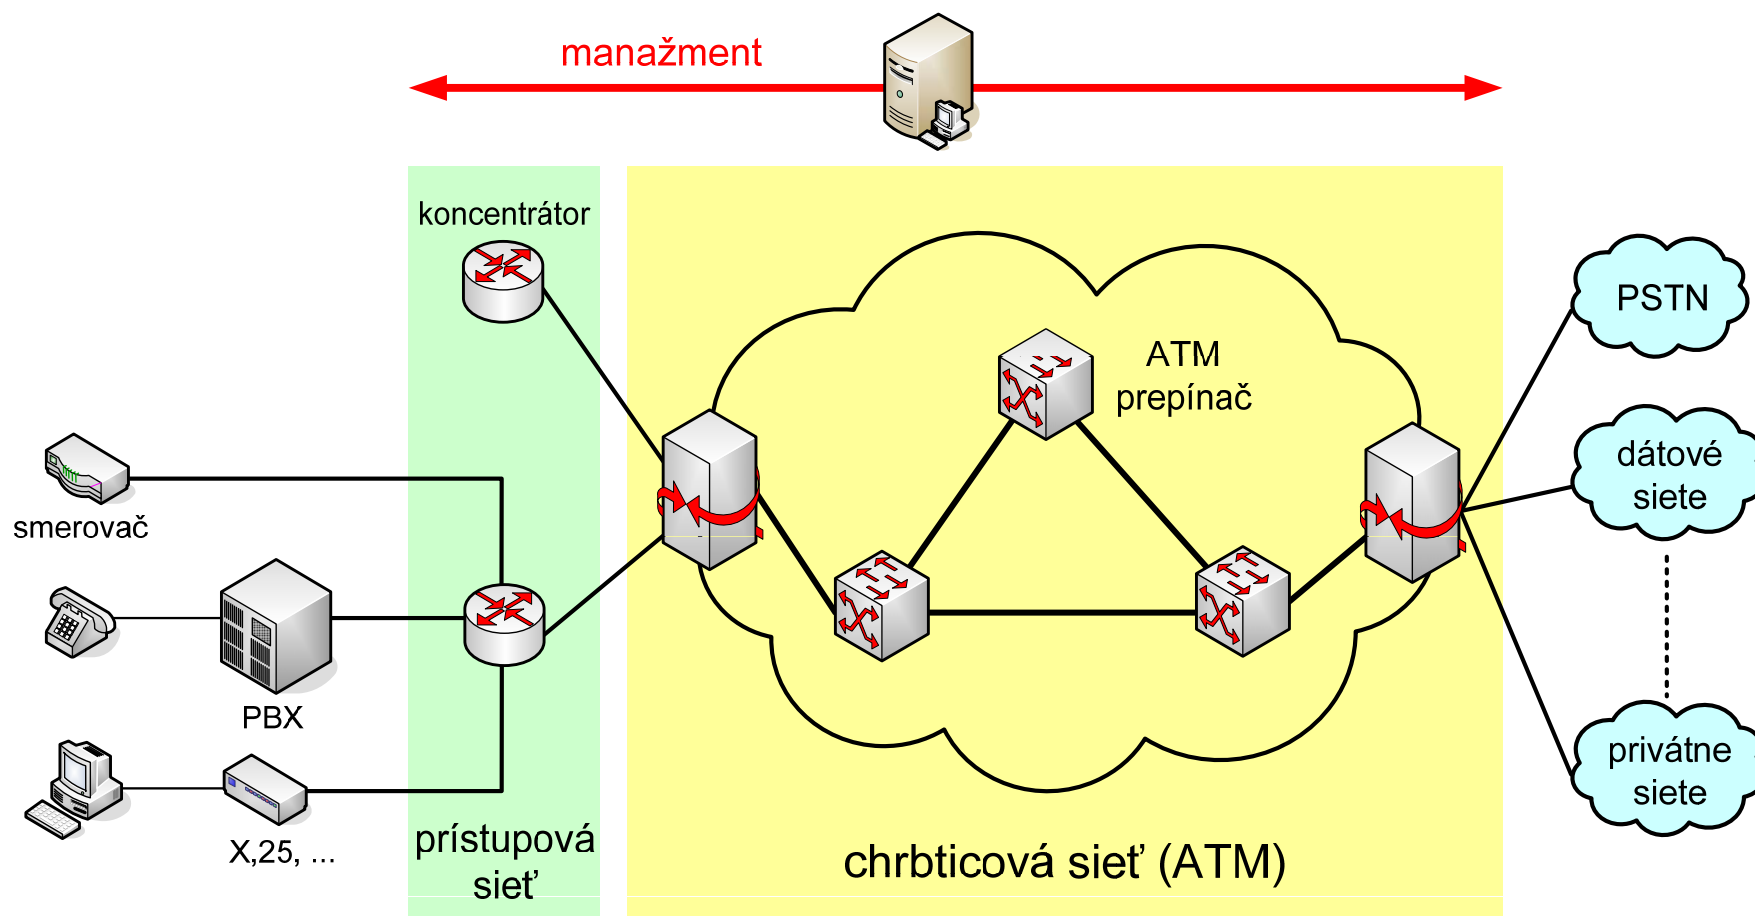 manažment
koncentrátor
PSTN
ATM
prepínač
dátové
siete
smerovač
PBX
privátne
siete
X,25, ...
prístupová
sieť
chrbticová sieť (ATM)